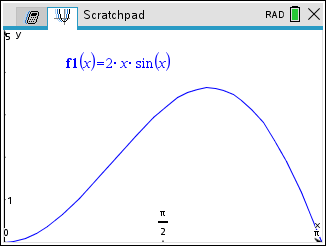 Scratchpad RAD
5 y
f1(x)=2·x·sin(x)
1
π
2
x
0 π